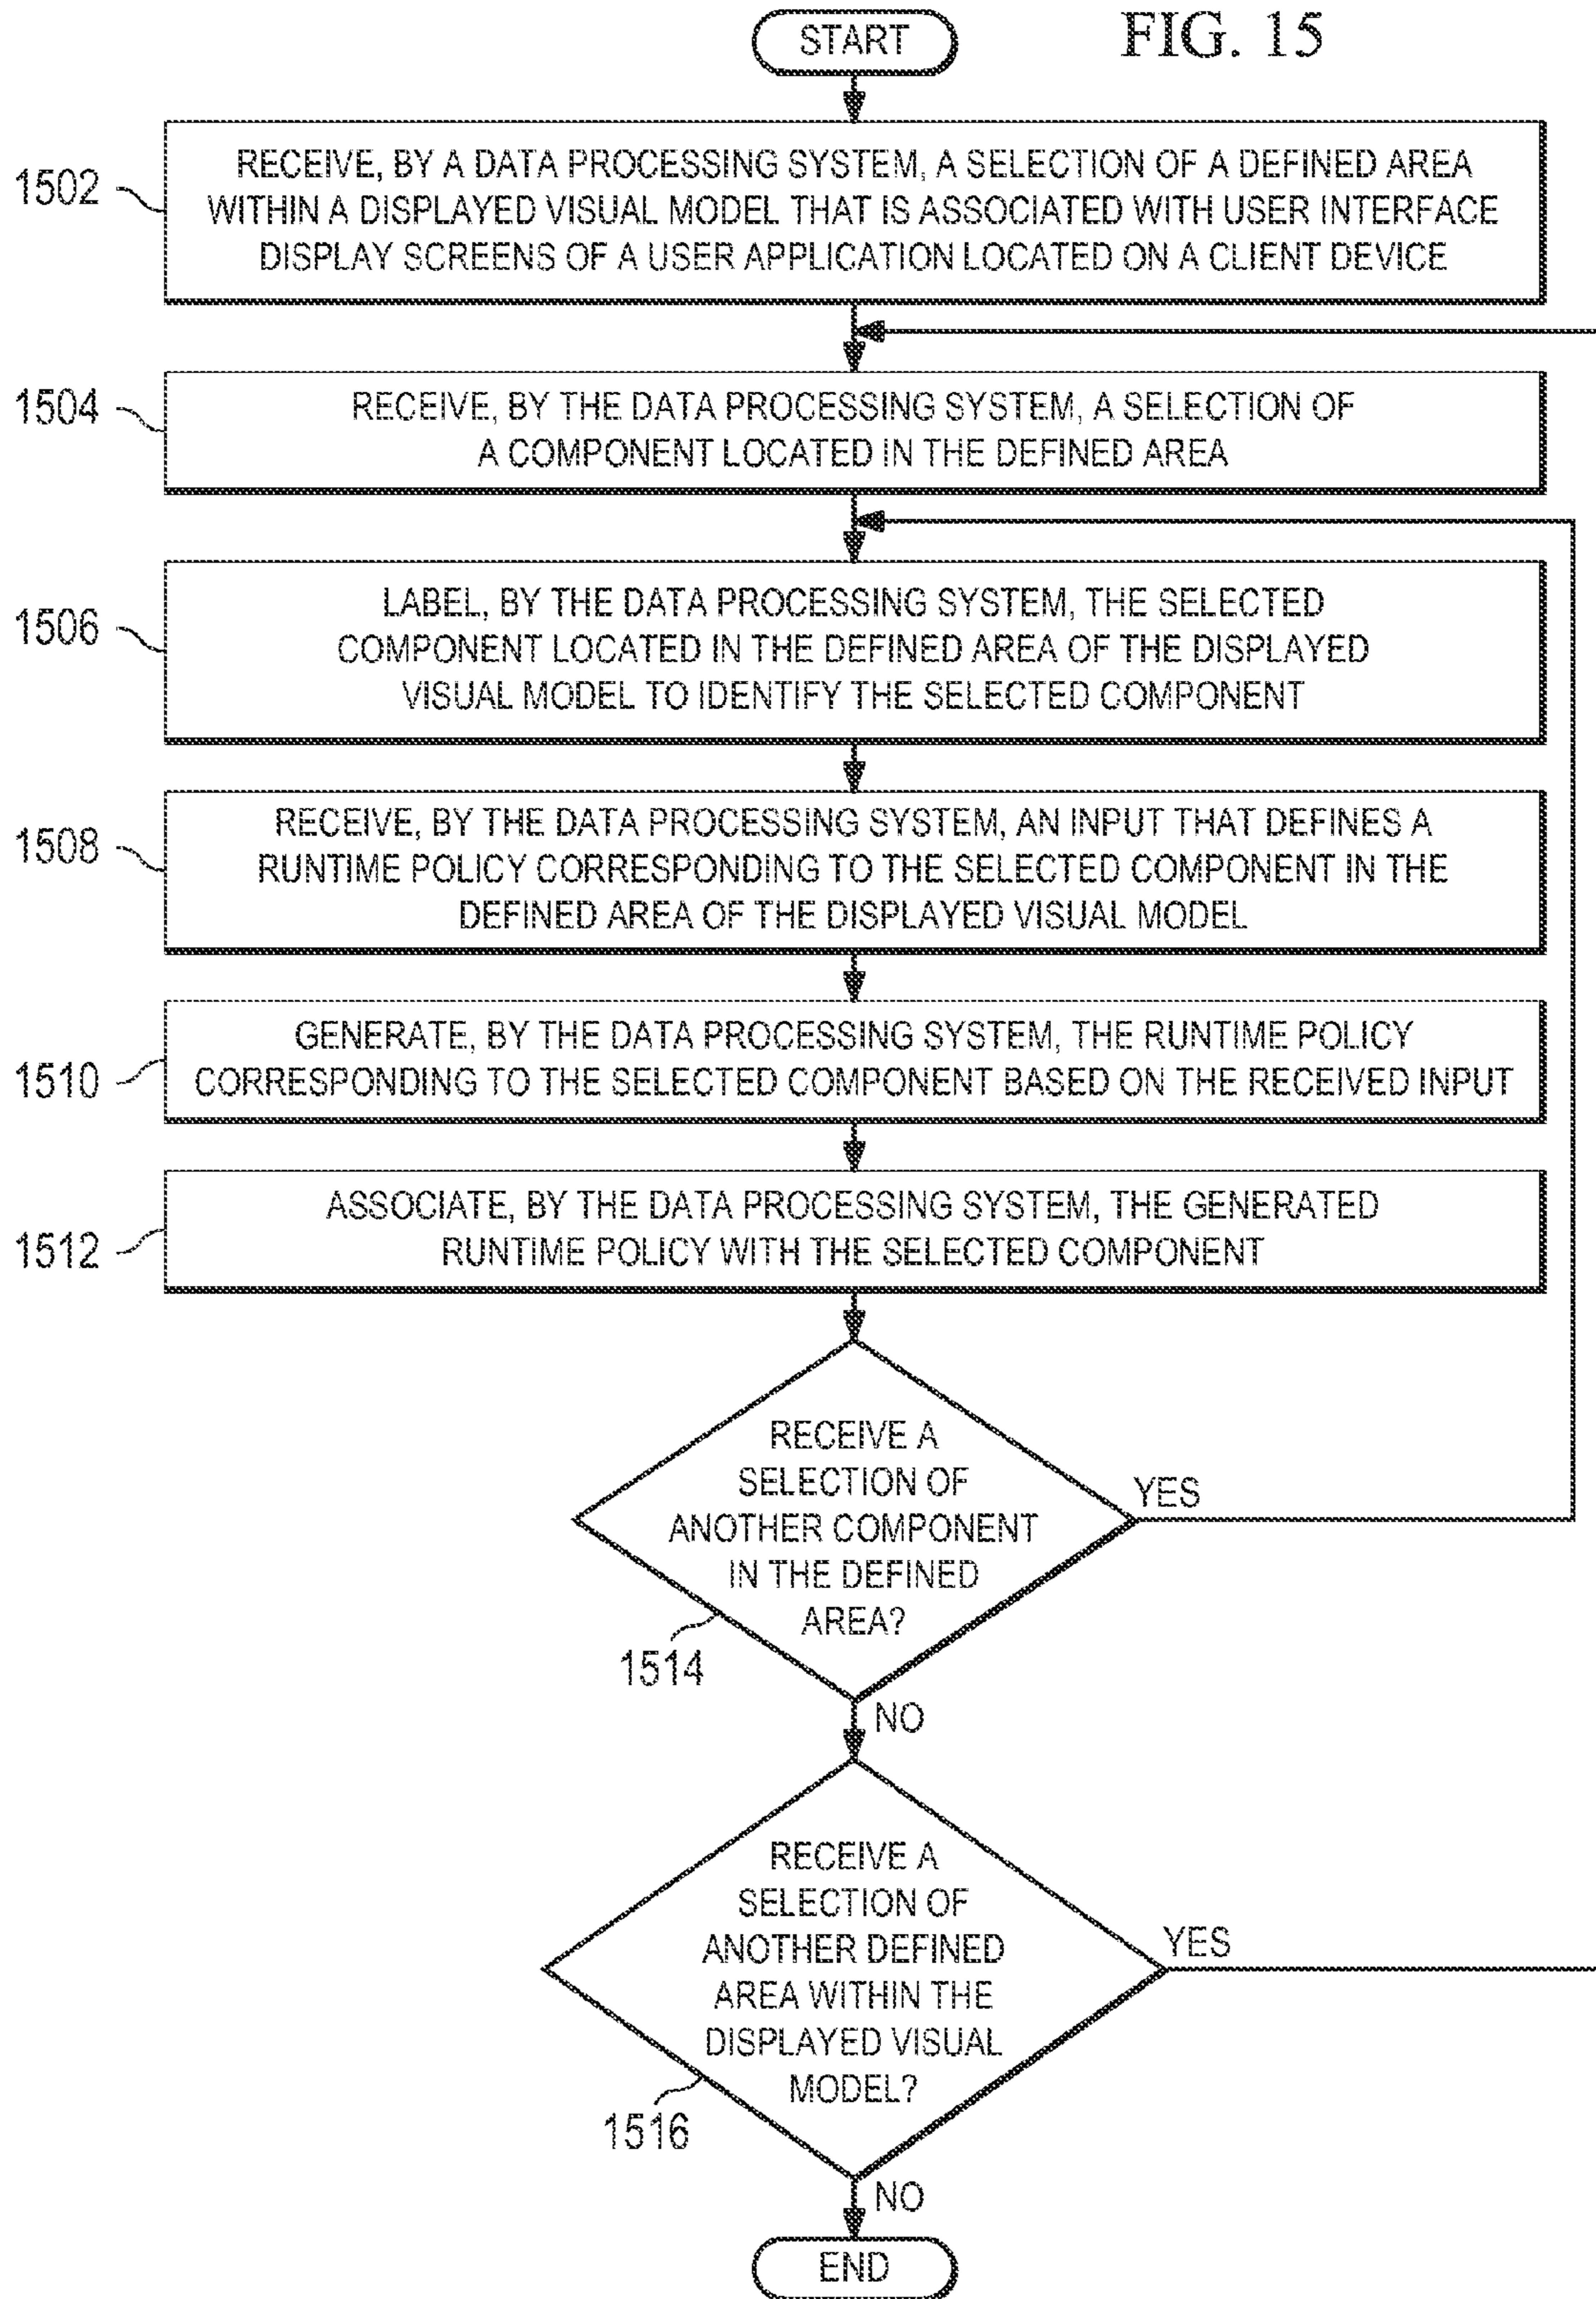 START
FIG. 15
1502
RECEIVE, BY A DATA PROCESSING SYSTEM, A SELECTION OF A DEFINED AREA
WITHIN A DISPLAYED VISUAL MODEL THAT IS ASSOCIATED WITH USER INTERFACE
DISPLAY SCREENS OF A USER APPLICATION LOCATED ON A CLIENT DEVICE
1504
RECEIVE, BY THE DATA PROCESSING SYSTEM, A SELECTION OF
A COMPONENT LOCATED IN THE DEFINED AREA
1506
LABEL, BY THE DATA PROCESSING SYSTEM, THE SELECTED
COMPONENT LOCATED IN THE DEFINED AREA OF THE DISPLAYED
VISUAL MODEL TO IDENTIFY THE SELECTED COMPONENT
1508
RECEIVE, BY THE DATA PROCESSING SYSTEM, AN INPUT THAT DEFINES A
RUNTIME POLICY CORRESPONDING TO THE SELECTED COMPONENT IN THE
DEFINED AREA OF THE DISPLAYED VISUAL MODEL
1510
GENERATE, BY THE DATA PROCESSING SYSTEM, THE RUNTIME POLICY
CORRESPONDING TO THE SELECTED COMPONENT BASED ON THE RECEIVED INPUT
1512
ASSOCIATE, BY THE DATA PROCESSING SYSTEM, THE GENERATED
RUNTIME POLICY WITH THE SELECTED COMPONENT
RECEIVE A
SELECTION OF
ANOTHER COMPONENT
IN THE DEFINED
AREA?
YES
1514
NO
RECEIVE A
SELECTION OF
ANOTHER DEFINED
AREA WITHIN THE
DISPLAYED VISUAL
MODEL?
YES
1516
NO
END